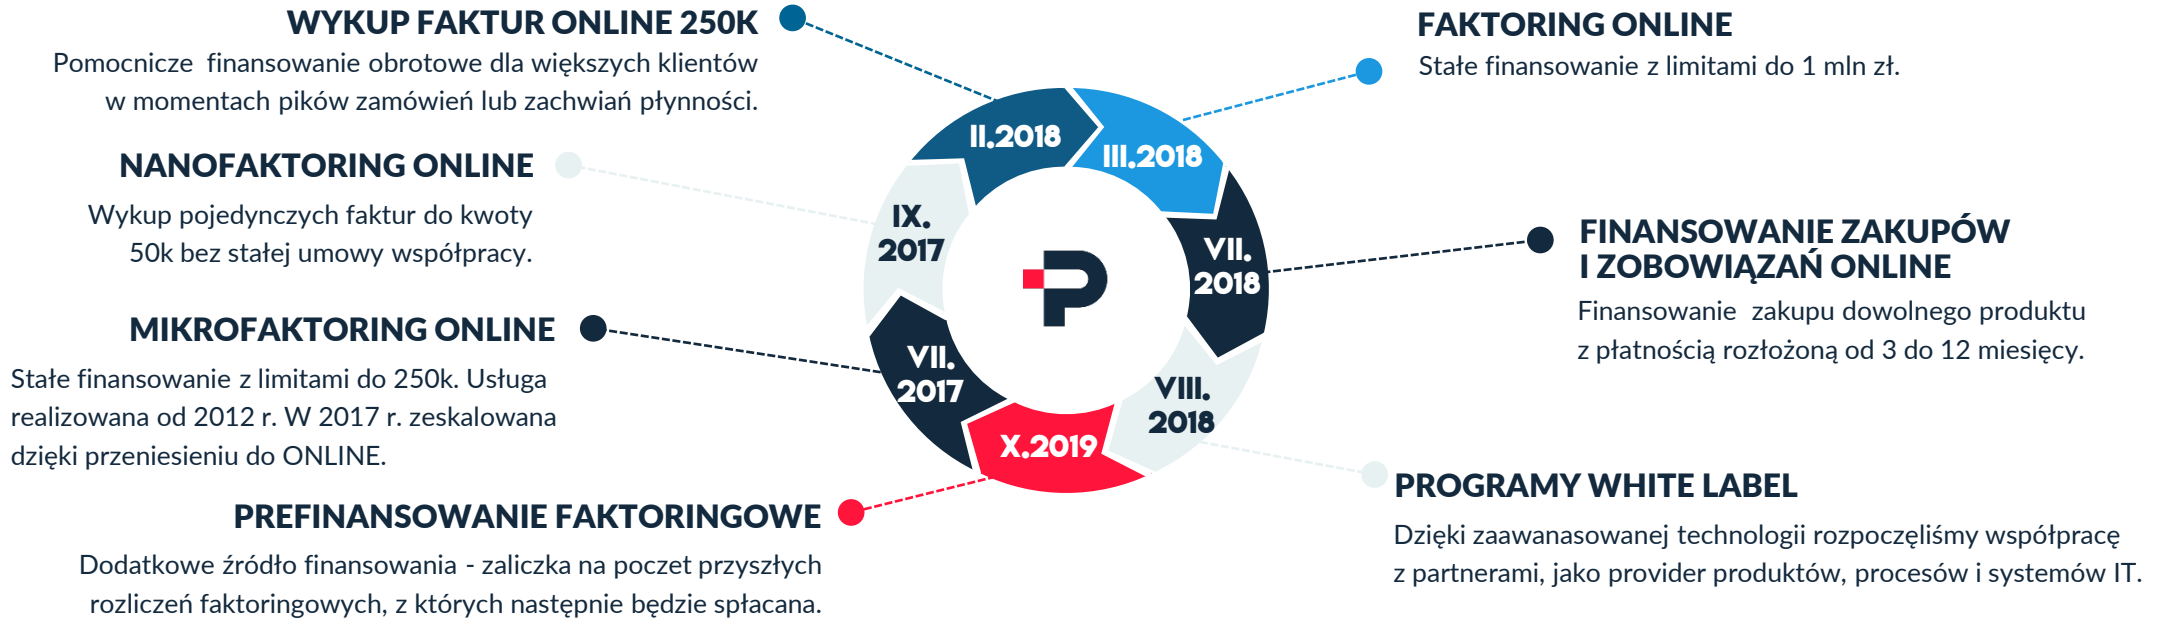 WYKUP FAKTUR ONLINE 250K
Pomocnicze finansowanie obrotowe dla większych klientów
w momentach pików zamówień lub zachwiań płynności.
NANOFAKTORING ONLINE
Wykup pojedynczych faktur do kwoty
50k bez stałej umowy współpracy.
MIKROFAKTORING ONLINE
Stałe finansowanie z limitami do 250k. Usługa
realizowana od 2012 r. W 2017 r. zeskalowana
dzięki przeniesieniu do ONLINE.
PREFINANSOWANIE FAKTORINGOWE
Dodatkowe źródło finansowania - zaliczka na poczet przyszłych
rozliczeń faktoringowych, z których następnie będzie spłacana.
II.2018
III.2018
IX.
2017
VII.
2018
VII.
2017
VIII.
2018
X.2019
P
FAKTORING ONLINE
Stałe finansowanie z limitami do 1 mln zł.
FINANSOWANIE ZAKUPÓW
I ZOBOWIĄZAŃ ONLINE
Finansowanie zakupu dowolnego produktu
z płatnością rozłożoną od 3 do 12 miesięcy.
PROGRAMY WHITE LABEL
Dzięki zaawanasowanej technologii rozpoczęliśmy współpracę
z partnerami, jako provider produktów, procesów i systemów IT.